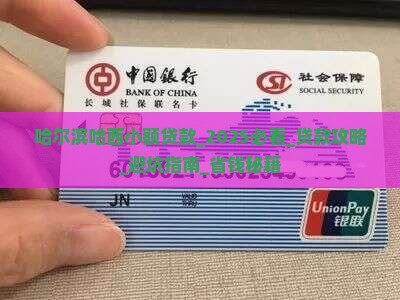 中国银行
BANK OF CHINA
长城 社保卡
社会保障
SOCIAL SECURITY
哈尔滨哈西小额贷款_2025必看_贷款攻略
_避坑指南_省钱秘籍
JN
UnionPay
银联